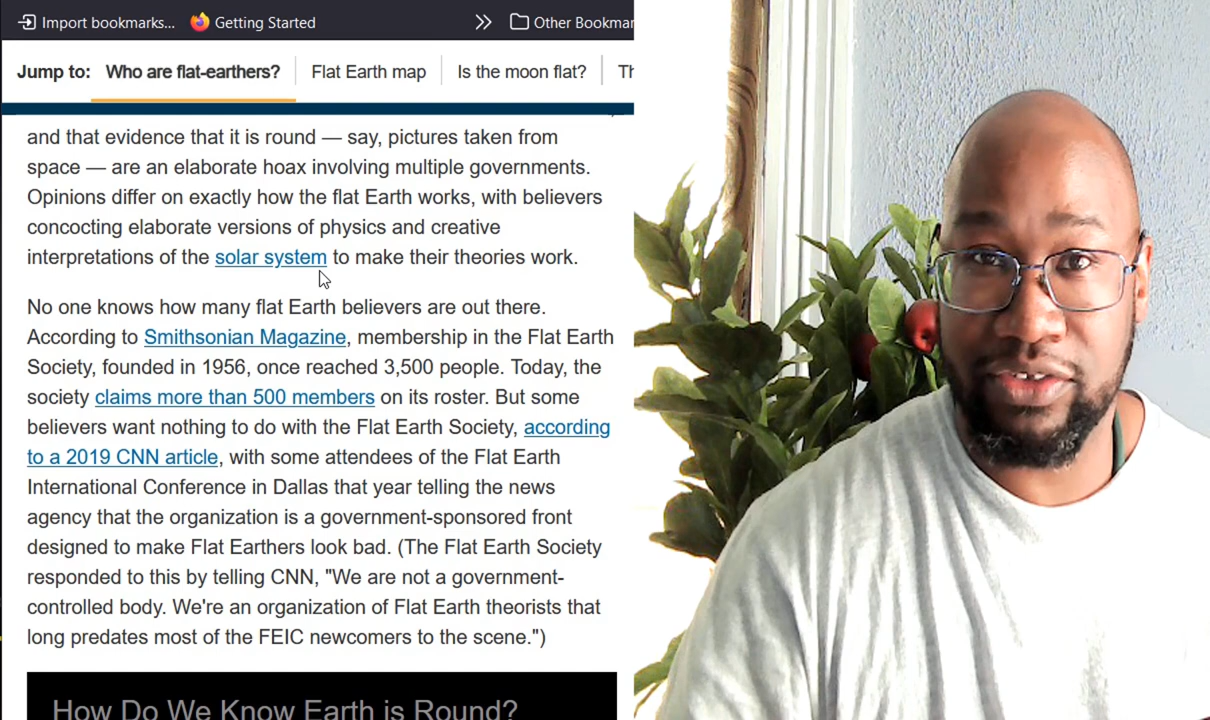 Import bookmarks... Getting Started Other Bookmar
Jump to: Who are flat-earthers? Flat Earth map Is the moon flat?
and that evidence that it is round — say, pictures taken from
space — are an elaborate hoax involving multiple governments.
Opinions differ on exactly how the flat Earth works, with believers
concocting elaborate versions of physics and creative
interpretations of the solar system to make their theories work.
No one knows how many flat Earth believers are out there.
According to Smithsonian Magazine, membership in the Flat Earth
Society, founded in 1956, once reached 3,500 people. Today, the
society claims more than 500 members on its roster. But some
believers want nothing to do with the Flat Earth Society, according
to a 2019 CNN article, with some attendees of the Flat Earth
International Conference in Dallas that year telling the news
agency that the organization is a government-sponsored front
designed to make Flat Earthers look bad. (The Flat Earth Society
responded to this by telling CNN, "We are not a government-
controlled body. We're an organization of Flat Earth theorists that
long predates most of the FEIC newcomers to the scene.")
How Do We Know Earth is Round?